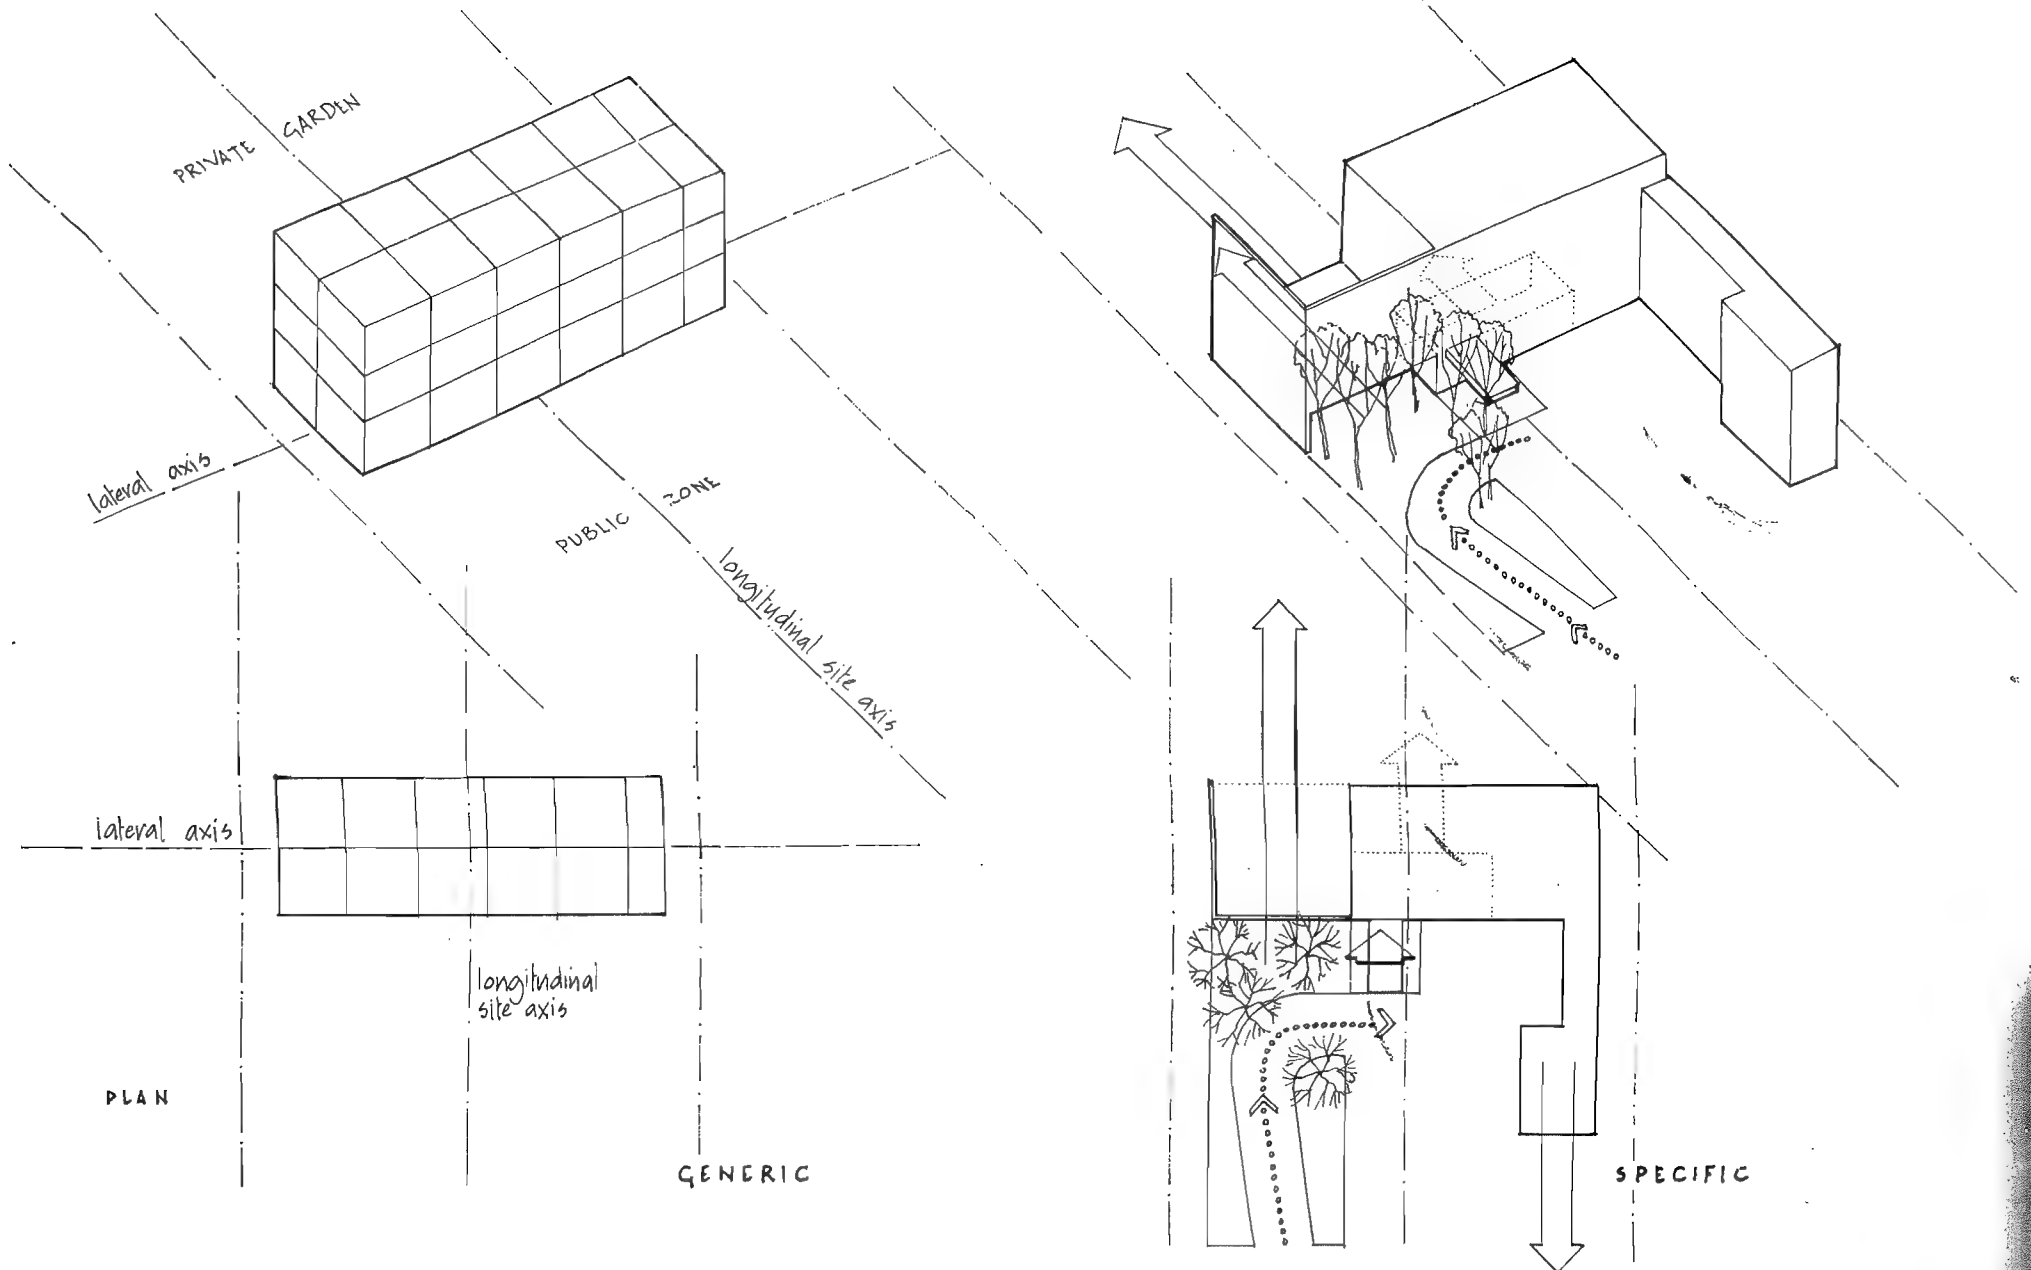 PRIVATE GARDEN
lateral axis
PUBLIC ZONE
longitudinal site axis
lateral axis
longitudinal
site axis
PLAN
GENERIC
SPECIFIC